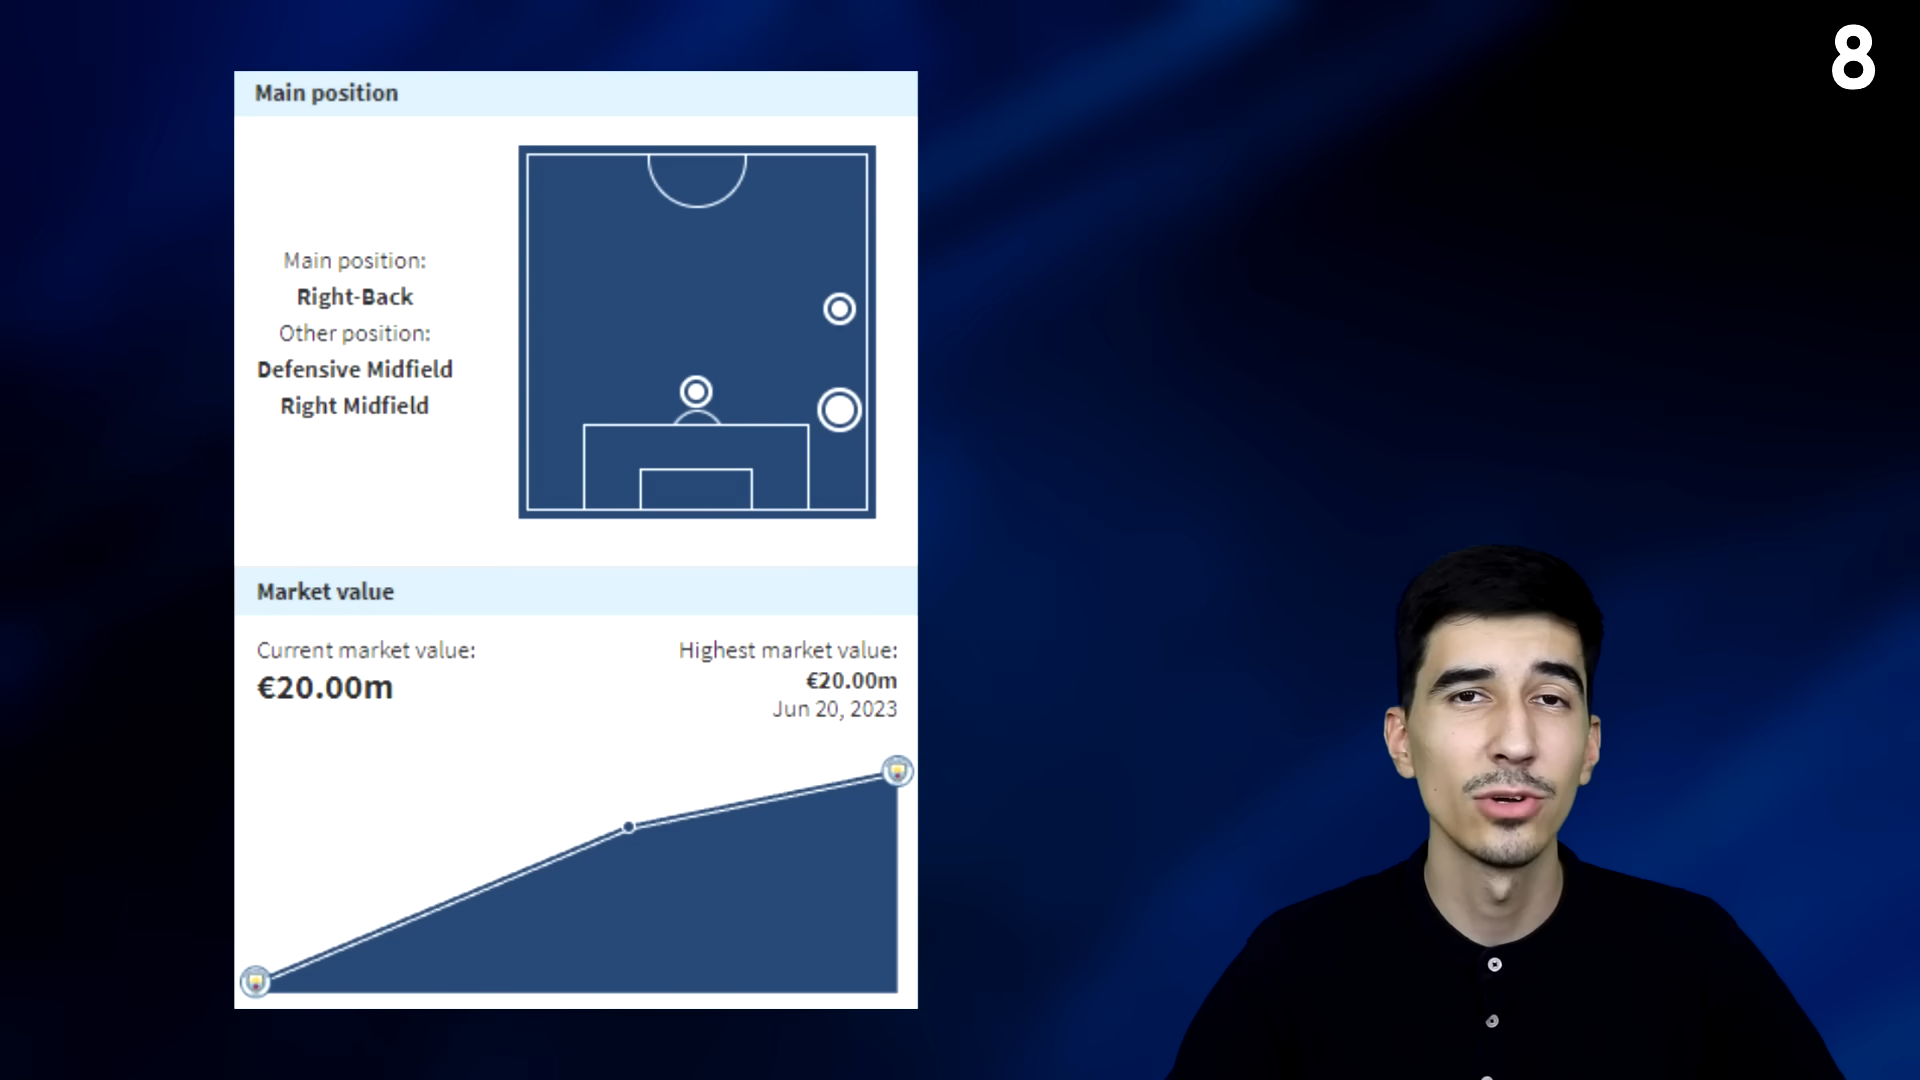 8
Main position
Main position:
Right-Back
Other position:
Defensive Midfield
Right Midfield
Market value
Current market value:
€20.00m
Highest market value:
€20.00m
Jun 20, 2023